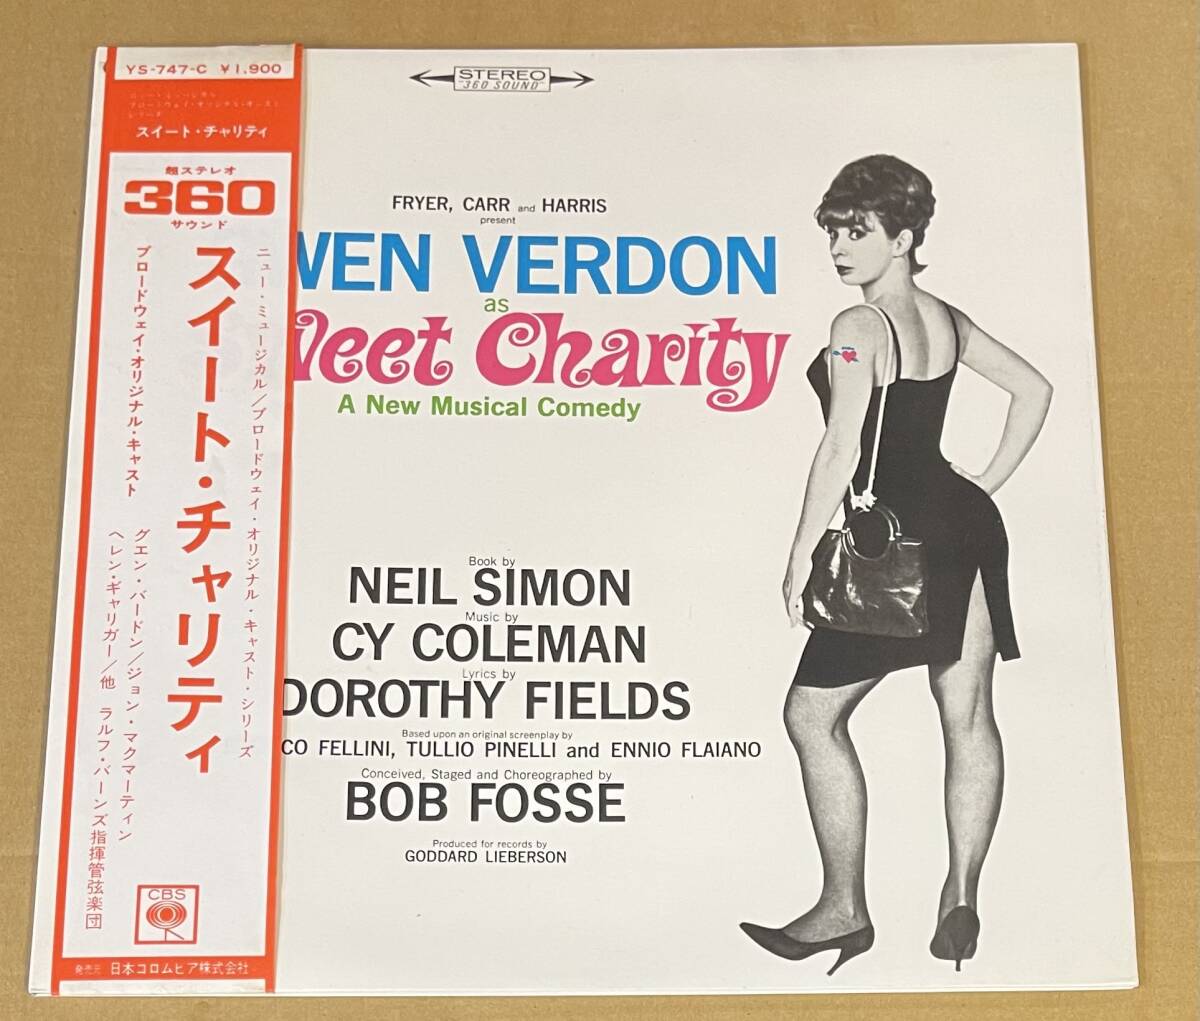 YS-747-C ¥1,900
スイート・チャリティ
超ステレオ
360
サウンド
ニュー・ミュージカル/ブロードウェイ・オリジナル・キャスト・シリーズ
スイート・チャリティ
ブロードウェイ・オリジナル・キャスト
グエン・バードン/ジョン・マクマーティン
ヘレン・ギャリガー/他 ラルフ・バーンズ指揮管弦楽団
CBS
発売元 日本コロムビア株式会社
STEREO
"360 SOUND"
FRYER, CARR and HARRIS
present
WEN VERDON
as
weet Charity
A New Musical Comedy
Book by
NEIL SIMON
Music by
CY COLEMAN
Lyrics by
DOROTHY FIELDS
Based upon an original screenplay by
CO FELLINI, TULLIO PINELLI and ENNIO FLAIANO
Conceived, Staged and Choreographed by
BOB FOSSE
Produced for records by
GODDARD LIEBERSON